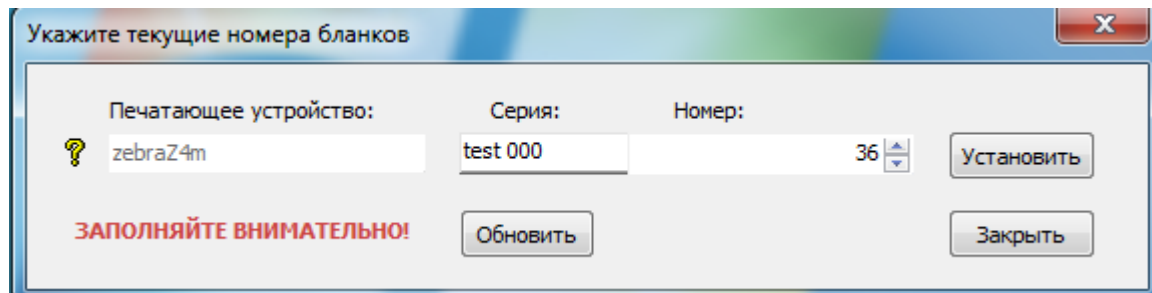 Укажите текущие номера бланков
Печатающее устройство: Серия: Номер:
zebraZ4m test 000 36 Установить
ЗАПОЛНЯЙТЕ ВНИМАТЕЛЬНО! Обновить Закрыть